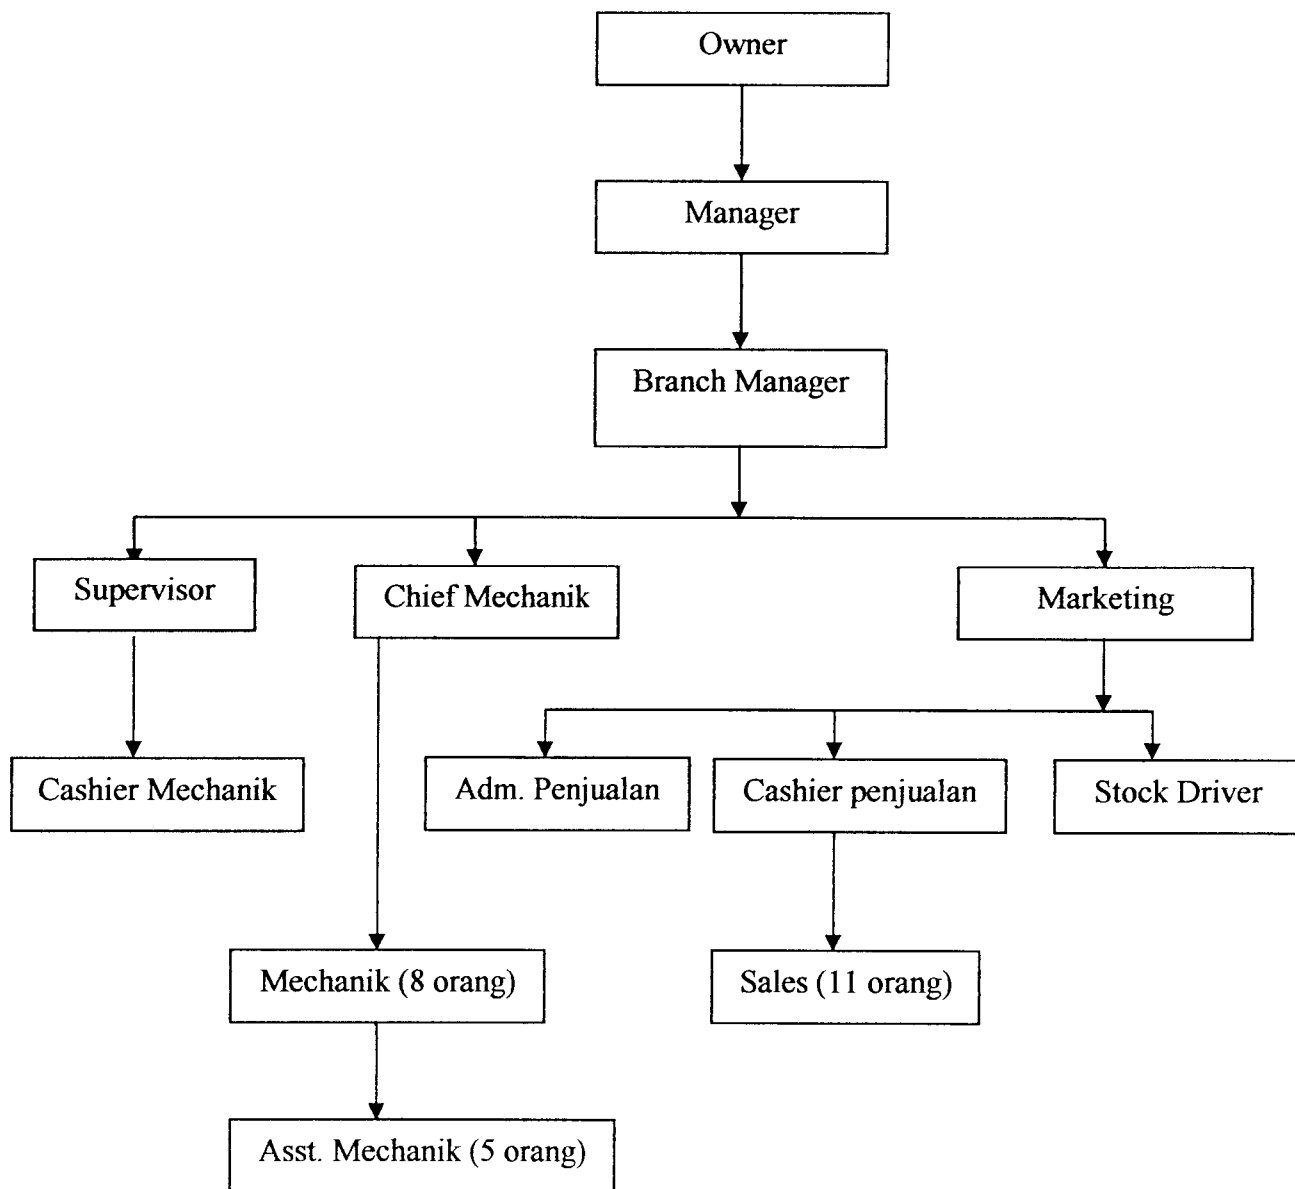 Owner
Manager
Branch Manager
Supervisor
Chief Mechanik
Marketing
Cashier Mechanik
Adm. Penjualan
Cashier penjualan
Stock Driver
Mechanik (8 orang)
Sales (11 orang)
Asst. Mechanik (5 orang)